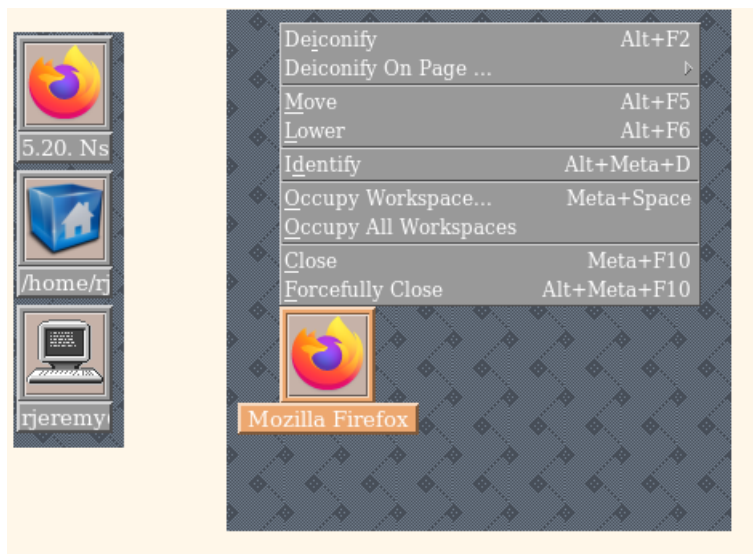 5.20. Ns
/home/rj
rjeremy
Deiconify Alt+F2
Deiconify On Page ...
Move Alt+F5
Lower Alt+F6
Identify Alt+Meta+D
Occupy Workspace... Meta+Space
Occupy All Workspaces
Close Meta+F10
Forcefully Close Alt+Meta+F10
Mozilla Firefox